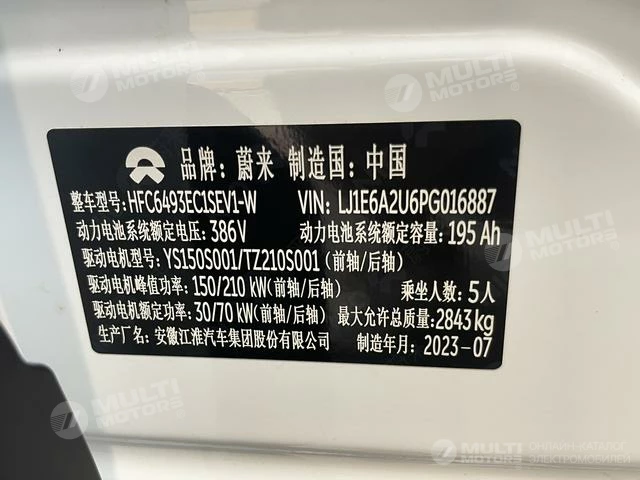 MULTI MOTORS
MULTI MOTORS
品牌: 蔚来 制造国: 中国
整车型号: HFC6493EC1SEV1-W VIN: LJ1E6A2U6PG016887
动力电池系统额定电压: 386V 动力电池系统额定容量: 195 Ah
驱动电机型号: YS150S001/TZ210S001 (前轴/后轴)
驱动电机峰值功率: 150/210 kW(前轴/后轴) 乘坐人数: 5人
驱动电机额定功率: 30/70 kW(前轴/后轴) 最大允许总质量: 2843kg
生产厂名: 安徽江淮汽车集团股份有限公司 制造年月: 2023-07
MULTI MOTORS
MULTI MOTORS ОНЛАЙН-КАТАЛОГ ЭЛЕКТРОМОБИЛЕЙ